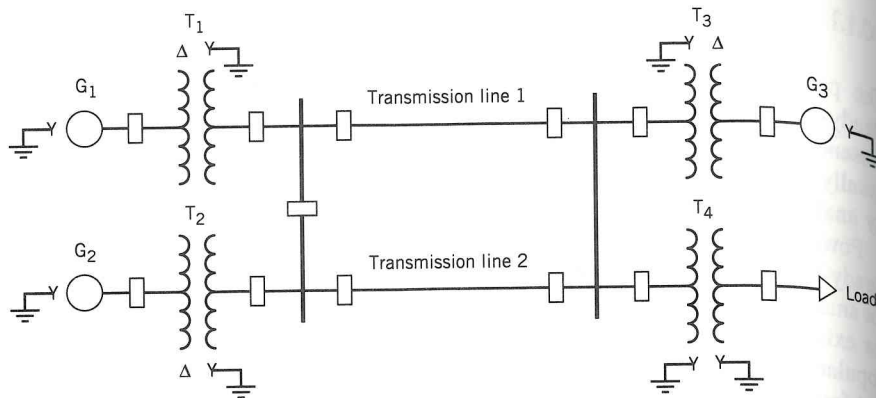 T1
T3
Δ Y
Y Δ
G1
Transmission line 1
G3
Y
Y
T2
T4
G2
Transmission line 2
Y
Load
Δ Y
Y Y